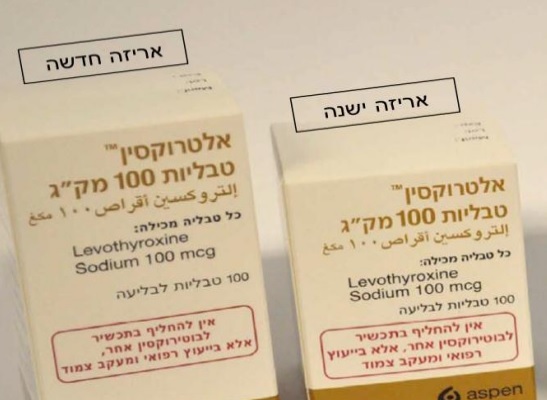 אריזה חדשה
אלטרוקסין™
טבליות 100 מק״ג
إلتروكسين أقراص ١٠٠ مكغ
כל טבליה מכילה:
Levothyroxine
Sodium 100 mcg
100 טבליות לבליעה
אין להחליף בתכשיר
לבוטירוקסין אחר,
אלא בייעוץ רפואי ומעקב צמוד
אריזה ישנה
אלטרוקסין™
טבליות 100 מק״ג
إلتروكسين أقراص ١٠٠ مكغ
כל טבליה מכילה:
Levothyroxine
Sodium 100 mcg
100 טבליות לבליעה
אין להחליף בתכשיר
לבוטירוקסין אחר, אלא בייעוץ
רפואי ומעקב צמוד
aspen